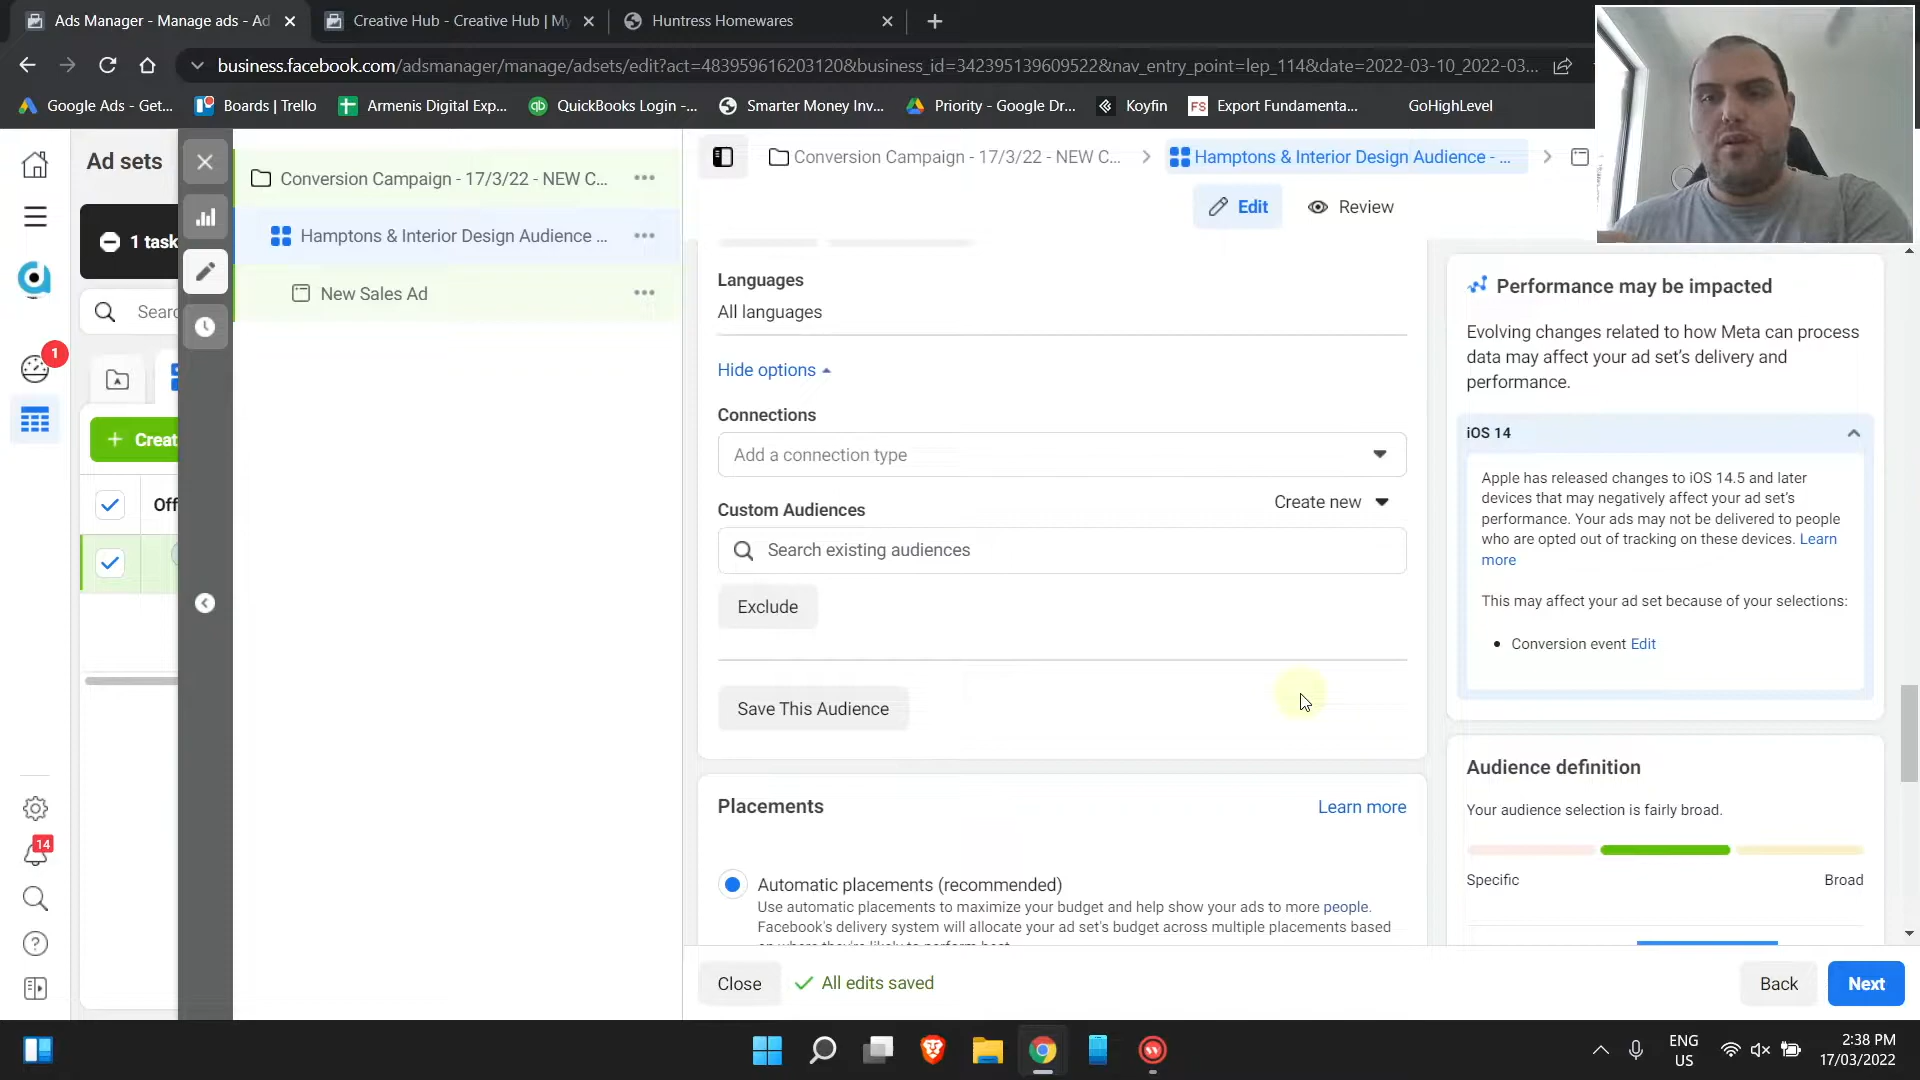 Ads Manager - Manage ads - Ad
Creative Hub - Creative Hub | My
Huntress Homewares
business.facebook.com/adsmanager/manage/adsets/edit?act=483959616203120&business_id=342395139609522&nav_entry_point=lep_114&date=2022-03-10_2022-03...
Google Ads - Get...
Boards | Trello
Armenis Digital Exp...
QuickBooks Login -...
Smarter Money Inv...
Priority - Google Dr...
Koyfin
FS
Export Fundamenta...
GoHighLevel
Ad sets
1 task
Searc
1
Creat
Off
14
Conversion Campaign - 17/3/22 - NEW C...
Hamptons & Interior Design Audience ...
New Sales Ad
Conversion Campaign - 17/3/22 - NEW C...
Hamptons & Interior Design Audience - ...
Edit
Review
Languages
All languages
Hide options
Connections
Add a connection type
Custom Audiences
Create new
Search existing audiences
Exclude
Save This Audience
Placements
Learn more
Automatic placements (recommended)
Use automatic placements to maximize your budget and help show your ads to more people.
Facebook's delivery system will allocate your ad set's budget across multiple placements based
Performance may be impacted
Evolving changes related to how Meta can process
data may affect your ad set's delivery and
performance.
iOS 14
Apple has released changes to iOS 14.5 and later
devices that may negatively affect your ad set's
performance. Your ads may not be delivered to people
who are opted out of tracking on these devices. Learn
more
This may affect your ad set because of your selections:
Conversion event Edit
Audience definition
Your audience selection is fairly broad.
Specific
Broad
Close
All edits saved
Back
Next
ENG
US
2:38 PM
17/03/2022